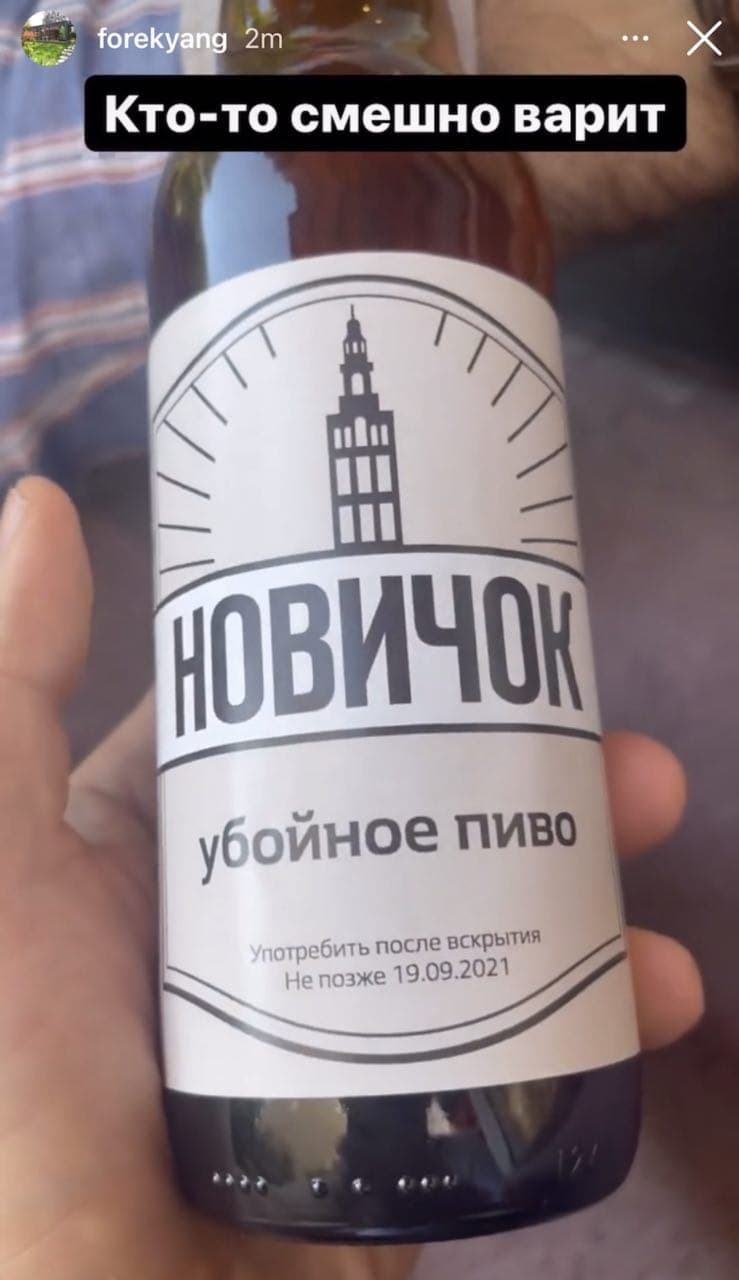 forekyang 2m
Кто-то смешно варит
НОВИЧОК
убойное пиво
Употребить после вскрытия
Не позже 19.09.2021